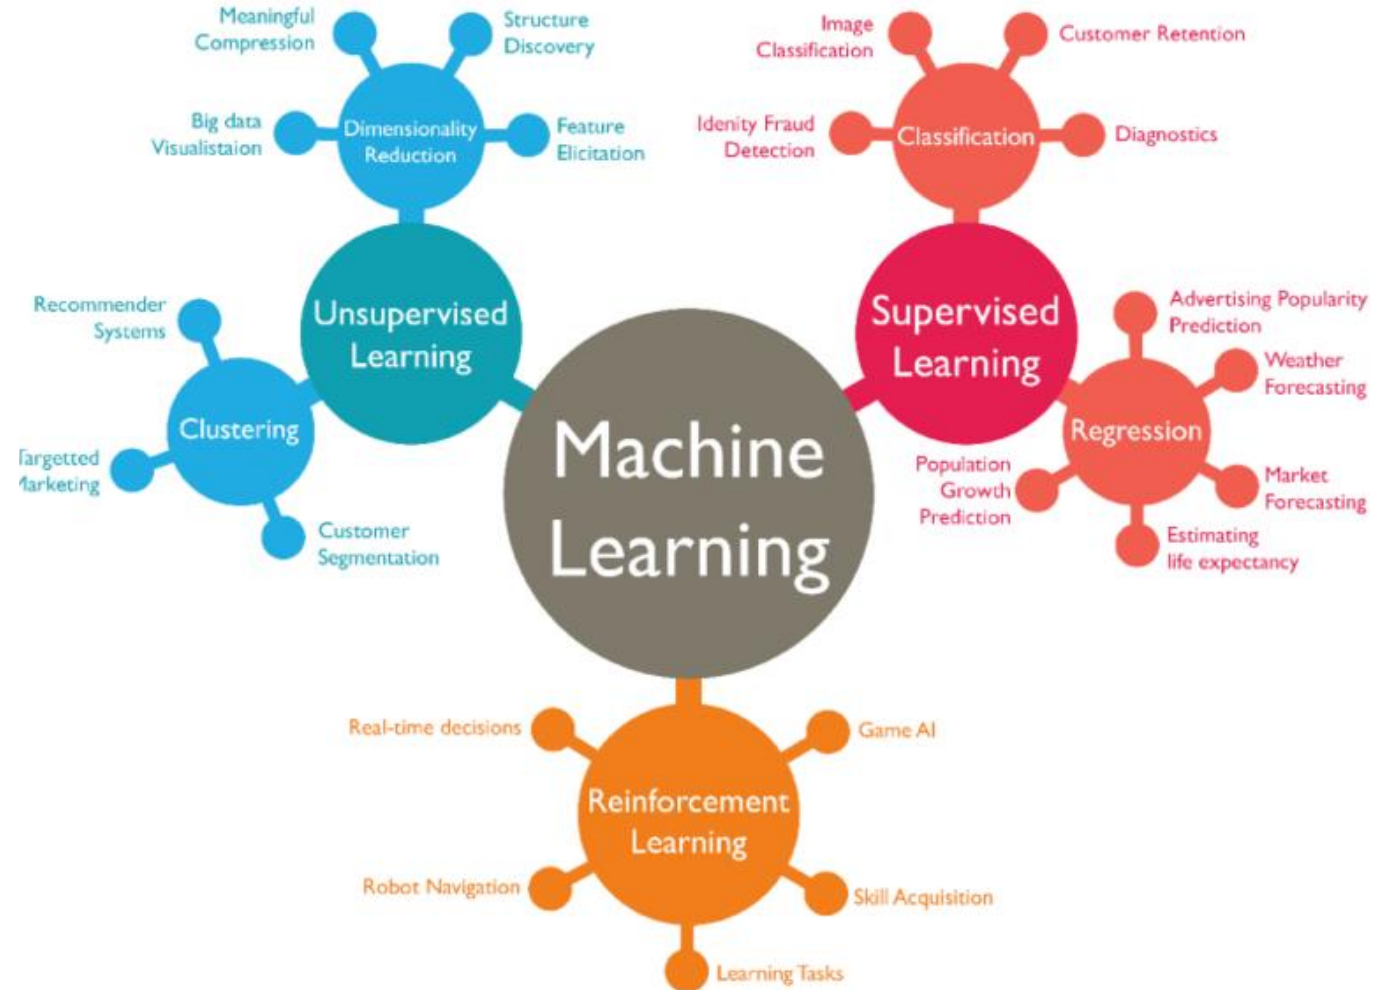 Meaningful
Compression
Structure
Discovery
Big data
Visualistaion
Dimensionality
Reduction
Feature
Elicitation
Image
Classification
Customer Retention
Idenity Fraud
Detection
Classification
Diagnostics
Unsupervised
Learning
Recommender
Systems
Clustering
Targetted
Marketing
Customer
Segmentation
Supervised
Learning
Advertising Popularity
Prediction
Weather
Forecasting
Regression
Population
Growth
Prediction
Market
Forecasting
Estimating
life expectancy
Machine
Learning
Real-time decisions
Game AI
Reinforcement
Learning
Robot Navigation
Skill Acquisition
Learning Tasks